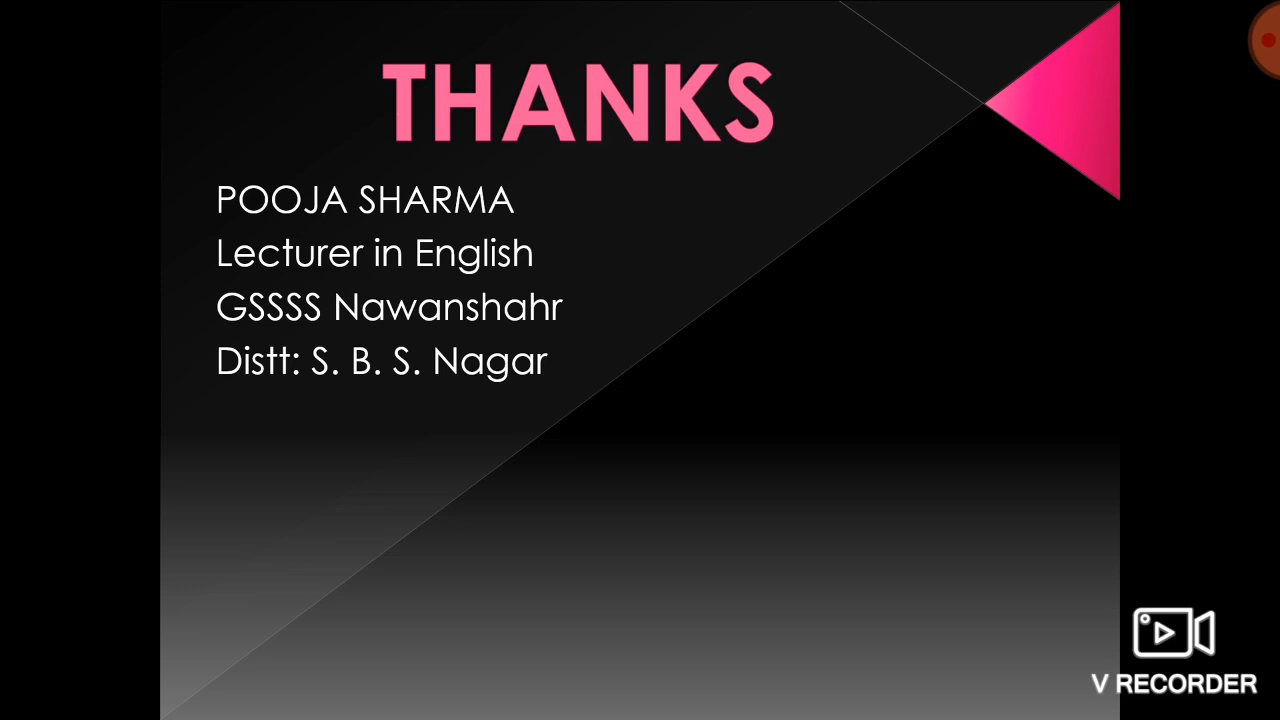 THANKS
POOJA SHARMA
Lecturer in English
GSSSS Nawanshahr
Distt: S. B. S. Nagar
V RECORDER